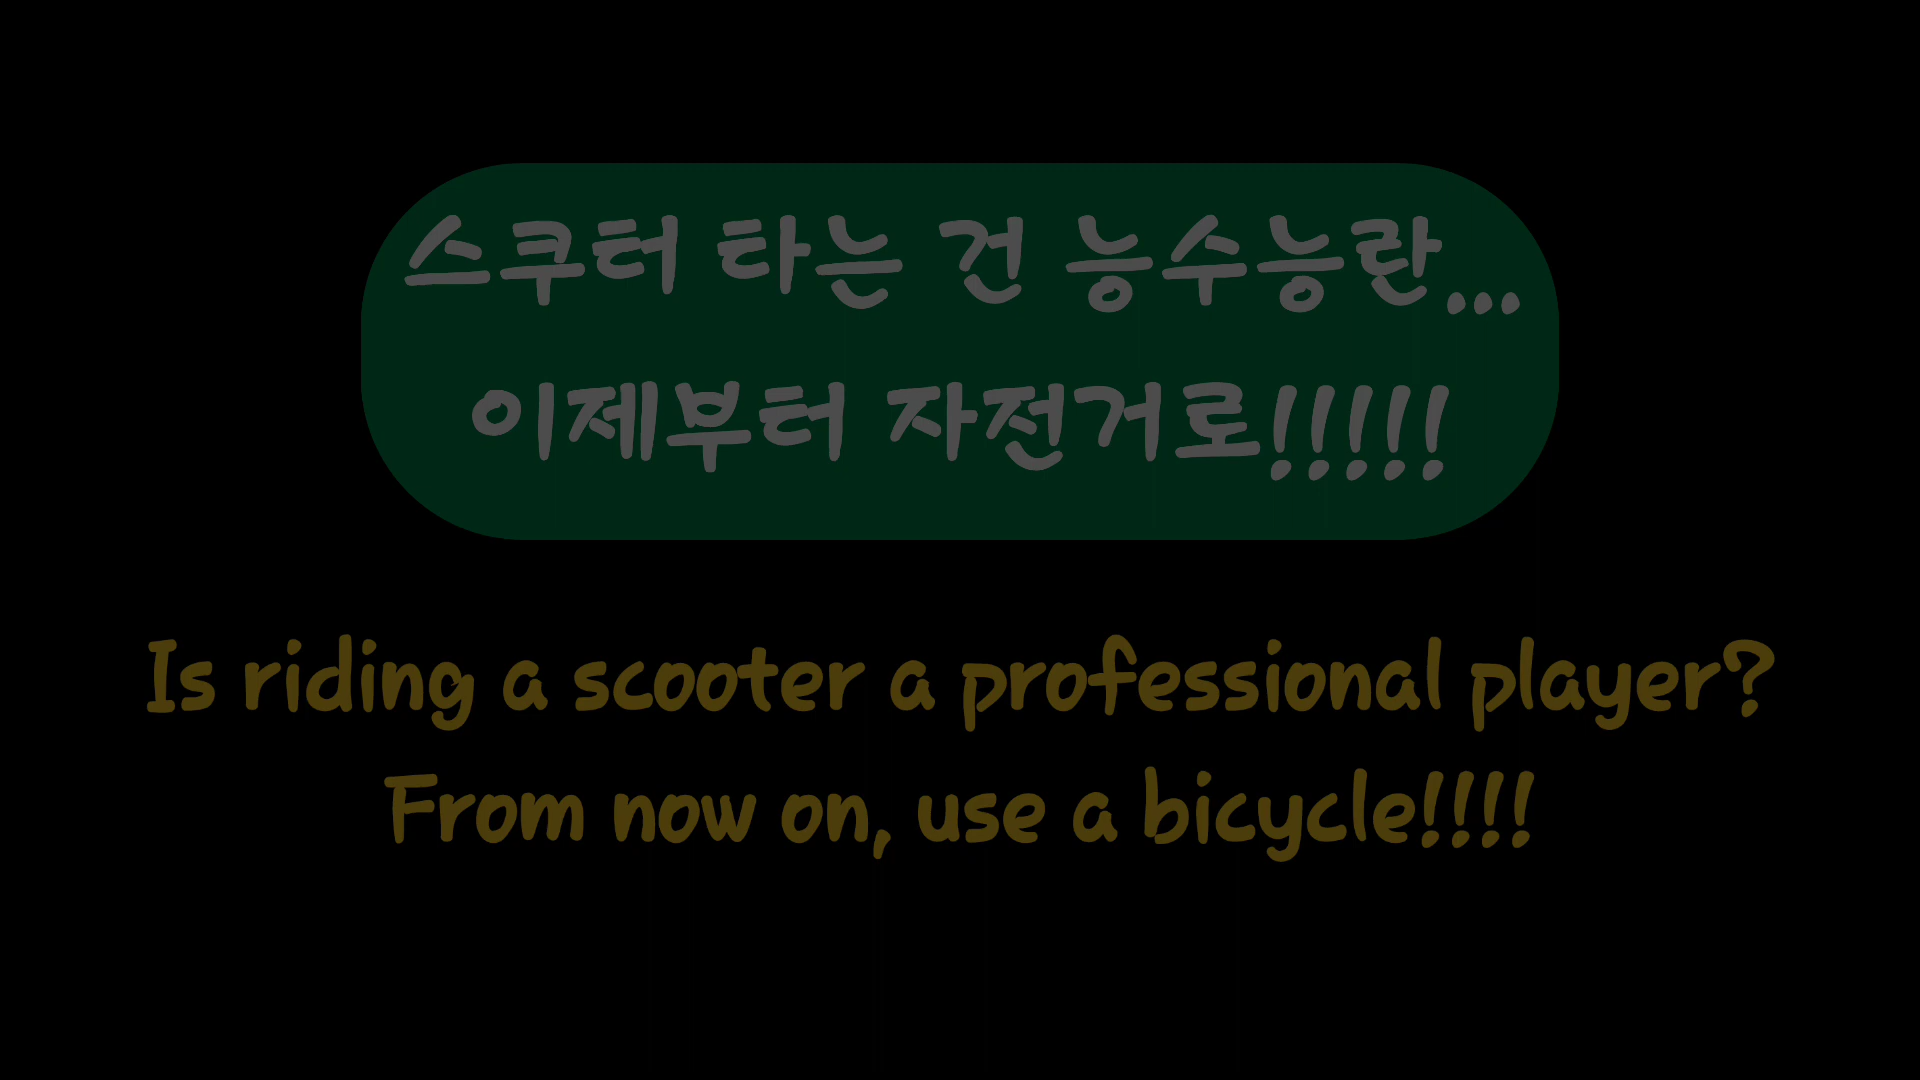 스쿠터 타는 건 능수능란...
이제부터 자전거로!!!!!
Is riding a scooter a professional player?
From now on, use a bicycle!!!!